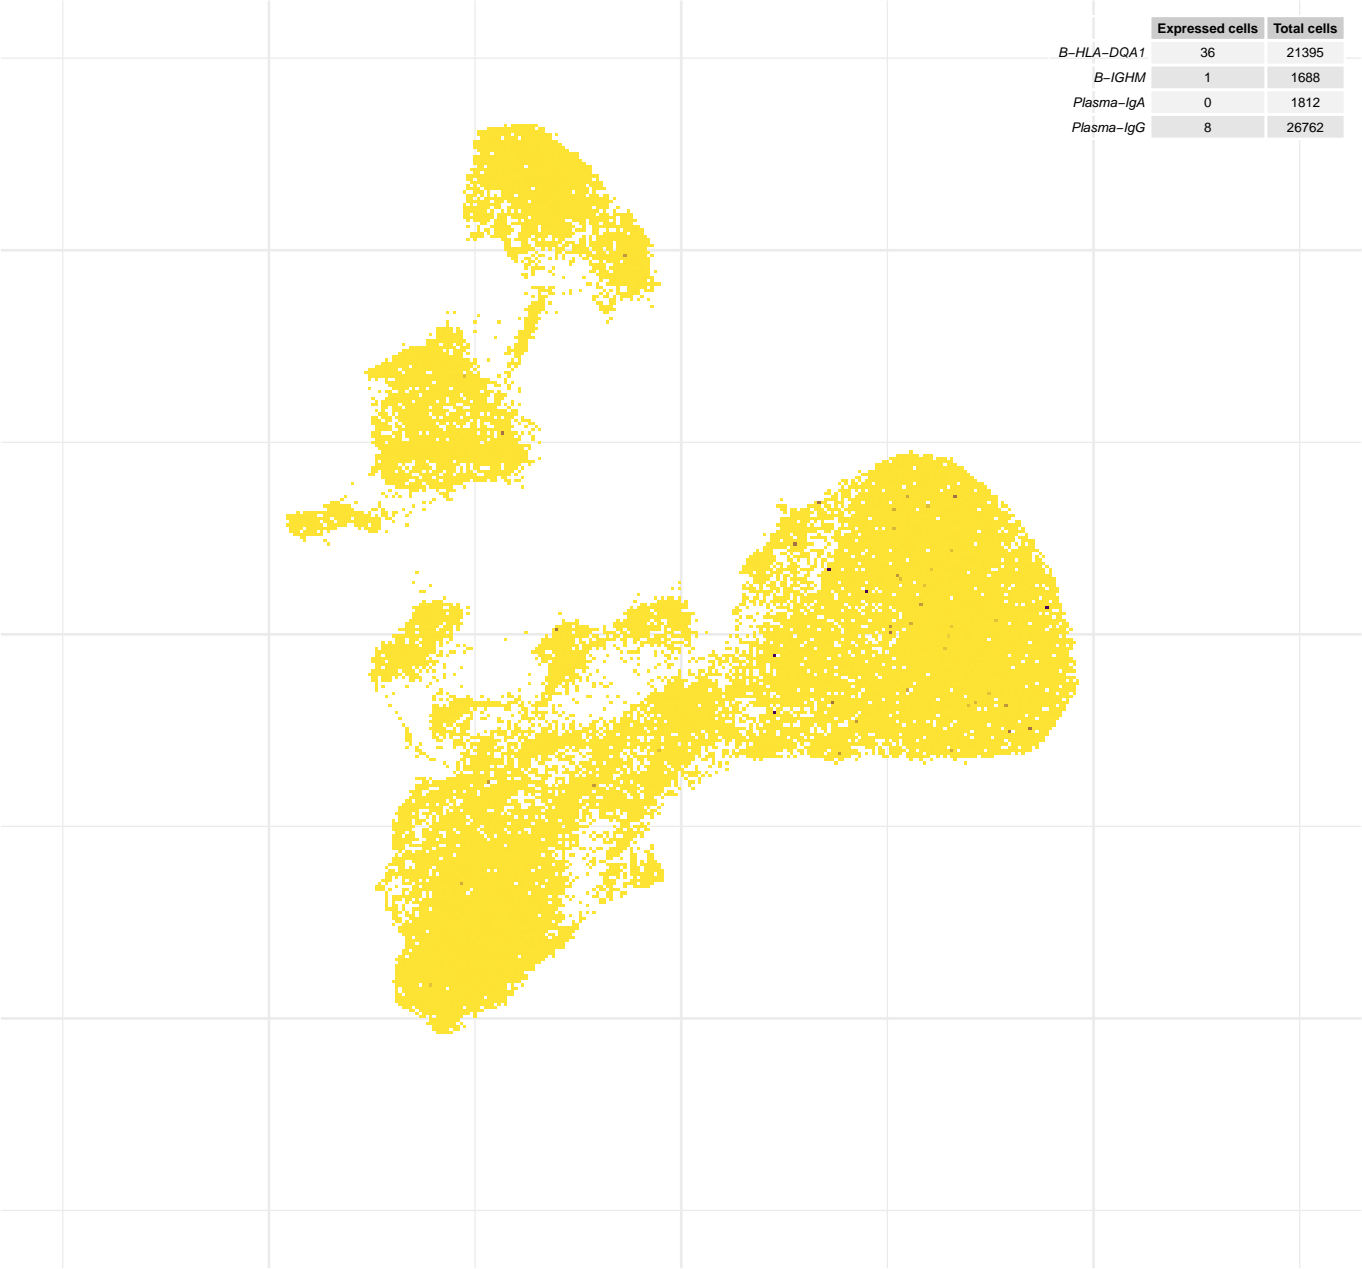 Expressed cells Total cells
B−HLA−DQA1 36 21395
B−IGHM 1 1688
Plasma−IgA 0 1812
Plasma−IgG 8 26762